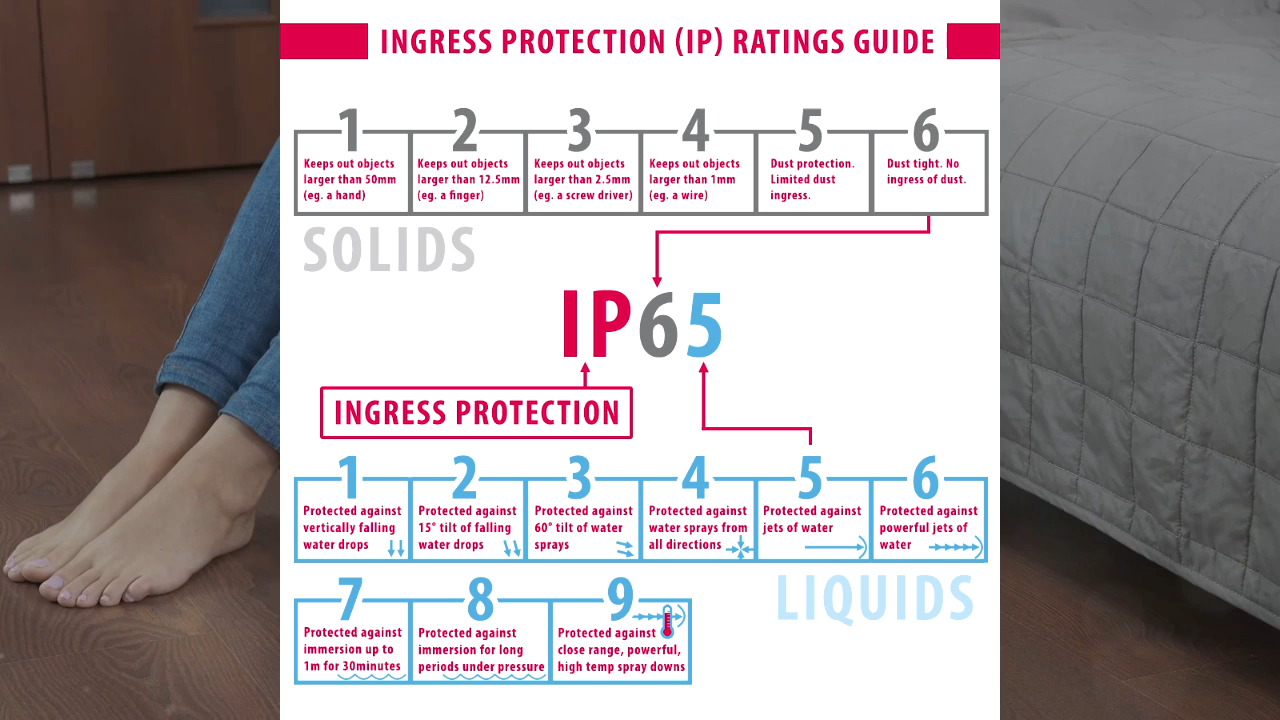 INGRESS PROTECTION (IP) RATINGS GUIDE
1
Keeps out objects
larger than 50mm
(eg. a hand)
2
Keeps out objects
larger than 12.5mm
(eg. a finger)
3
Keeps out objects
larger than 2.5mm
(eg. a screw driver)
4
Keeps out objects
larger than 1mm
(eg. a wire)
5
Dust protection.
Limited dust
ingress.
6
Dust tight. No
ingress of dust.
SOLIDS
IP65
INGRESS PROTECTION
1
Protected against
vertically falling
water drops
2
Protected against
15° tilt of falling
water drops
3
Protected against
60° tilt of water
sprays
4
Protected against
water sprays from
all directions
5
Protected against
jets of water
6
Protected against
powerful jets of
water
7
Protected against
immersion up to
1m for 30minutes
8
Protected against
immersion for long
periods under pressure
9
Protected against
close range, powerful,
high temp spray downs
LIQUIDS